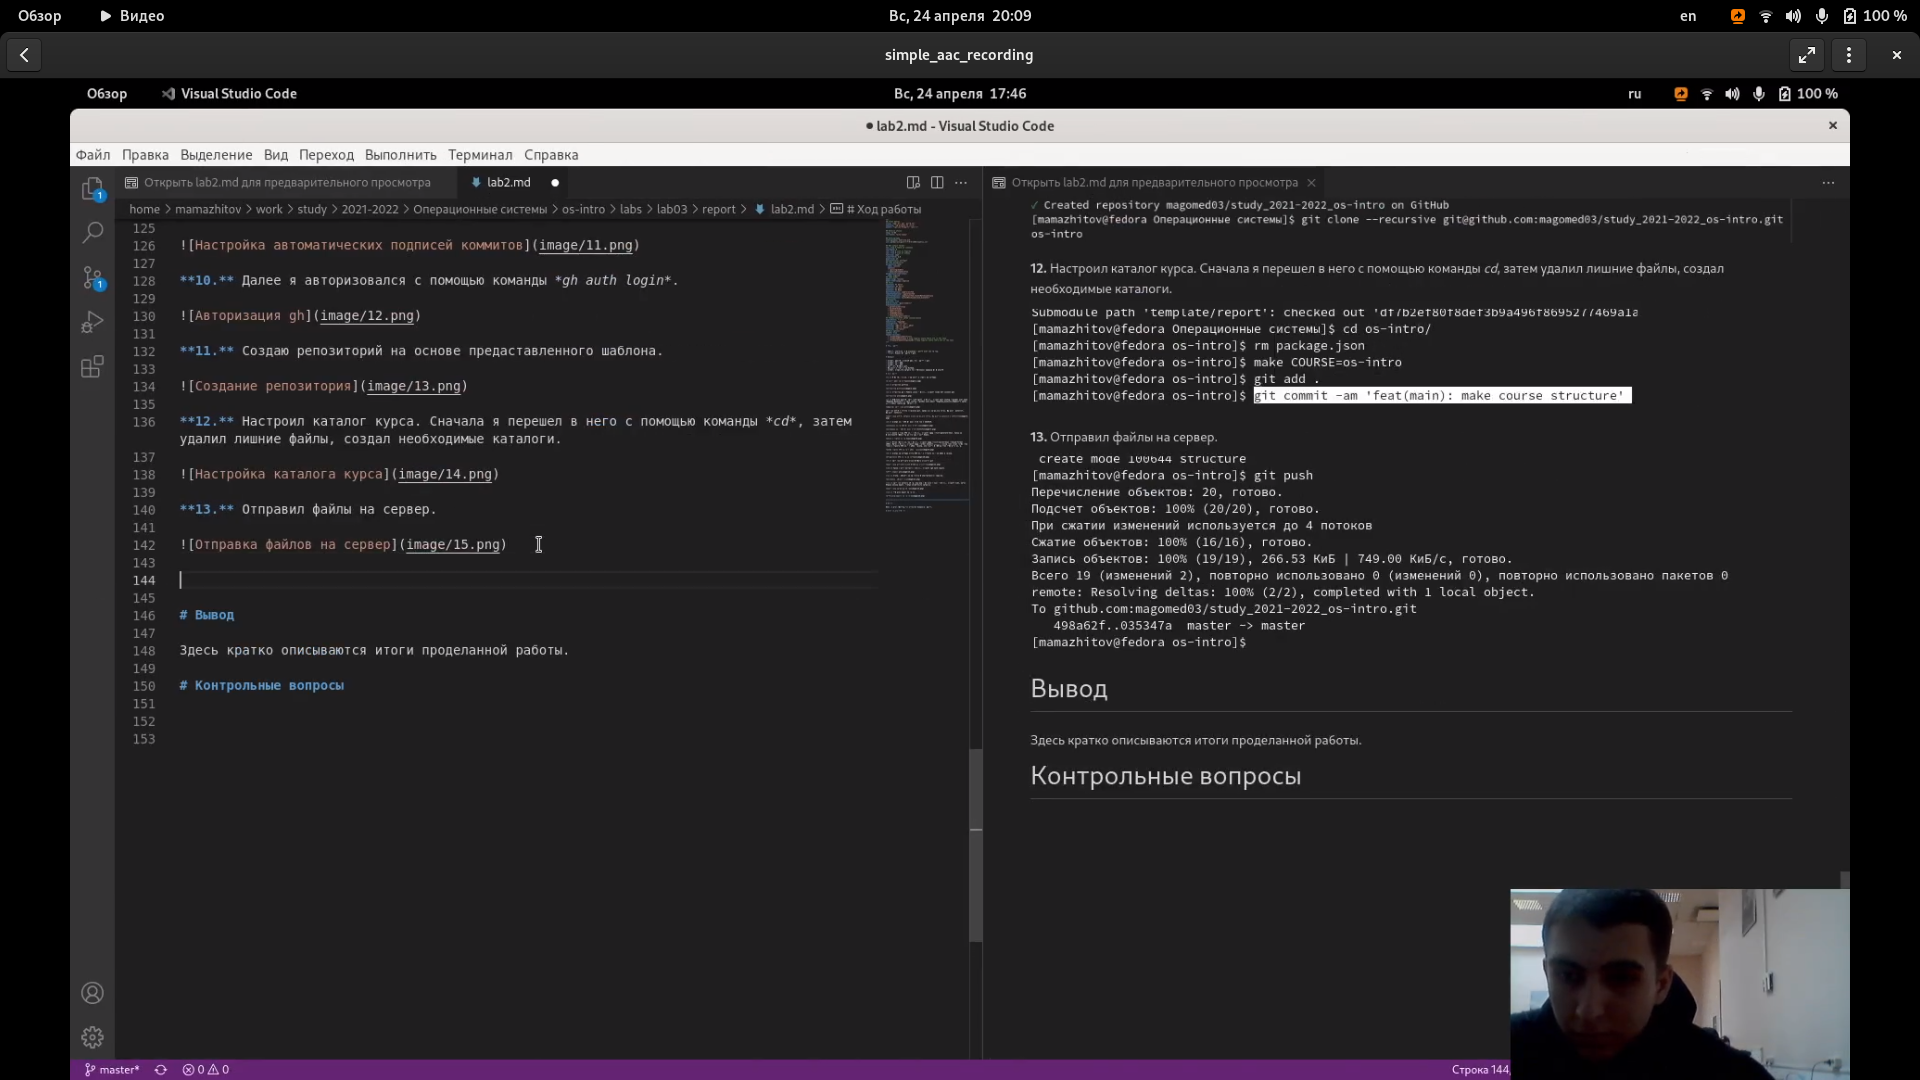 Обзор
Видео
Вс, 24 апреля 20:09
en
100 %
simple_aac_recording
Обзор
Visual Studio Code
Вс, 24 апреля 17:46
ru
100 %
● lab2.md - Visual Studio Code
Файл Правка Выделение Вид Переход Выполнить Терминал Справка
Открыть lab2.md для предварительного просмотра
lab2.md
home > mamazhitov > work > study > 2021-2022 > Операционные системы > os-intro > labs > lab03 > report > lab2.md > # Ход работы
125
126 ![Настройка автоматических подписей коммитов](image/11.png)
127
128 **10.** Далее я авторизовался с помощью команды *gh auth login*.
129
130 ![Авторизация gh](image/12.png)
131
132 **11.** Создаю репозиторий на основе предаставленного шаблона.
133
134 ![Создание репозитория](image/13.png)
135
136 **12.** Настроил каталог курса. Сначала я перешел в него с помощью команды *cd*, затем
удалил лишние файлы, создал необходимые каталоги.
137
138 ![Настройка каталога курса](image/14.png)
139
140 **13.** Отправил файлы на сервер.
141
142 ![Отправка файлов на сервер](image/15.png)
143
144
145
146 # Вывод
147
148 Здесь кратко описываются итоги проделанной работы.
149
150 # Контрольные вопросы
151
152
153
Открыть lab2.md для предварительного просмотра
✓ Created repository magomed03/study_2021-2022_os-intro on GitHub
[mamazhitov@fedora Операционные системы]$ git clone --recursive git@github.com:magomed03/study_2021-2022_os-intro.git
os-intro
12. Настроил каталог курса. Сначала я перешел в него с помощью команды cd, затем удалил лишние файлы, создал
необходимые каталоги.
Submodule path 'template/report': checked out 'df7b2ef80f8def3b9a496f8695277469a1a
[mamazhitov@fedora Операционные системы]$ cd os-intro/
[mamazhitov@fedora os-intro]$ rm package.json
[mamazhitov@fedora os-intro]$ make COURSE=os-intro
[mamazhitov@fedora os-intro]$ git add .
[mamazhitov@fedora os-intro]$ git commit -am 'feat(main): make course structure'
13. Отправил файлы на сервер.
create mode 100644 structure
[mamazhitov@fedora os-intro]$ git push
Перечисление объектов: 20, готово.
Подсчет объектов: 100% (20/20), готово.
При сжатии изменений используется до 4 потоков
Сжатие объектов: 100% (16/16), готово.
Запись объектов: 100% (19/19), 266.53 КиБ | 749.00 КиБ/с, готово.
Всего 19 (изменений 2), повторно использовано 0 (изменений 0), повторно использовано пакетов 0
remote: Resolving deltas: 100% (2/2), completed with 1 local object.
To github.com:magomed03/study_2021-2022_os-intro.git
498a62f..035347a master -> master
[mamazhitov@fedora os-intro]$
Вывод
Здесь кратко описываются итоги проделанной работы.
Контрольные вопросы
1
1
master*
0 0
Строка 144,